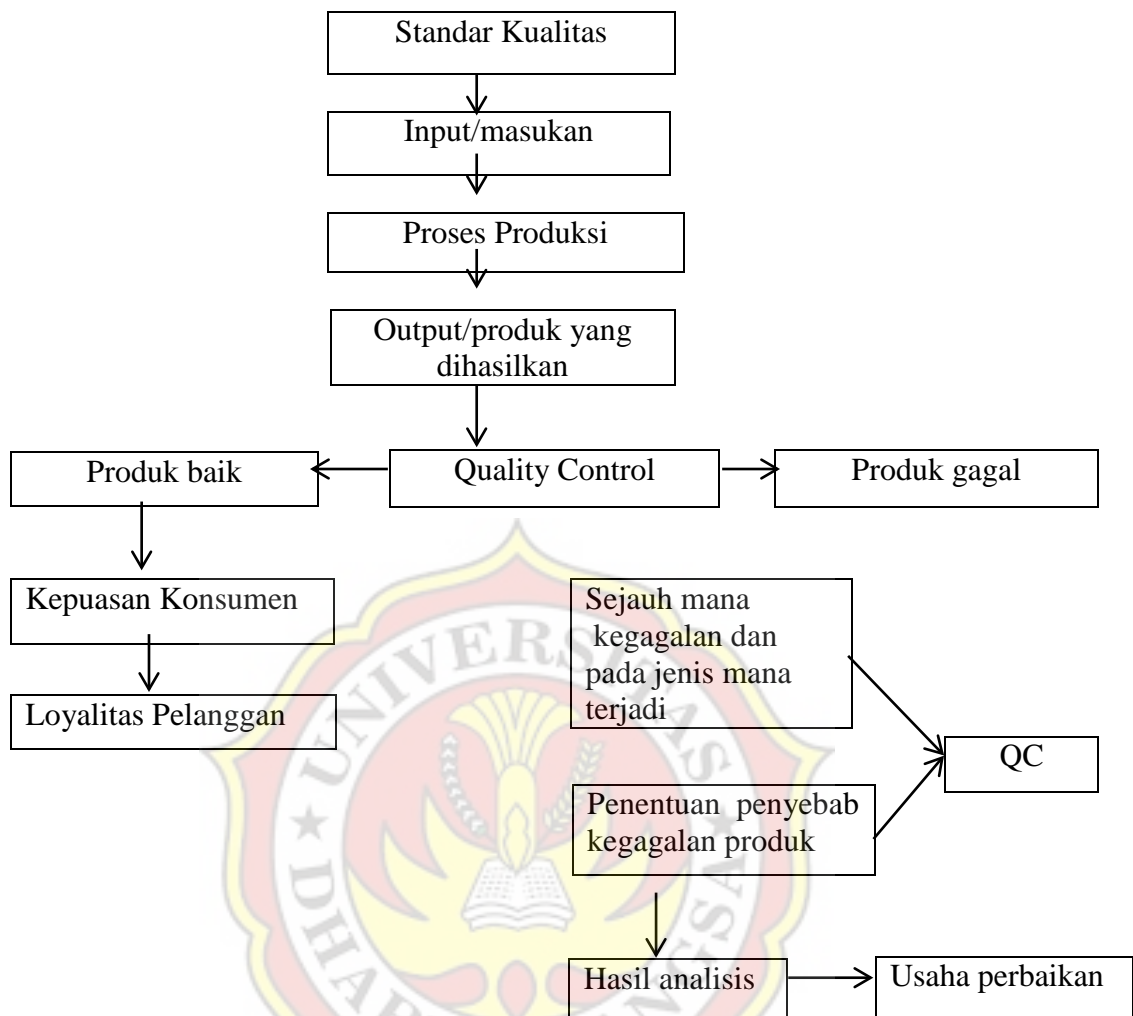 Standar Kualitas
Input/masukan
Proses Produksi
Output/produk yang
dihasilkan
Produk baik
Quality Control
Produk gagal
Kepuasan Konsumen
Loyalitas Pelanggan
Sejauh mana
kegagalan dan
pada jenis mana
terjadi
QC
Penentuan penyebab
kegagalan produk
Hasil analisis
Usaha perbaikan
UNIVERSITAS